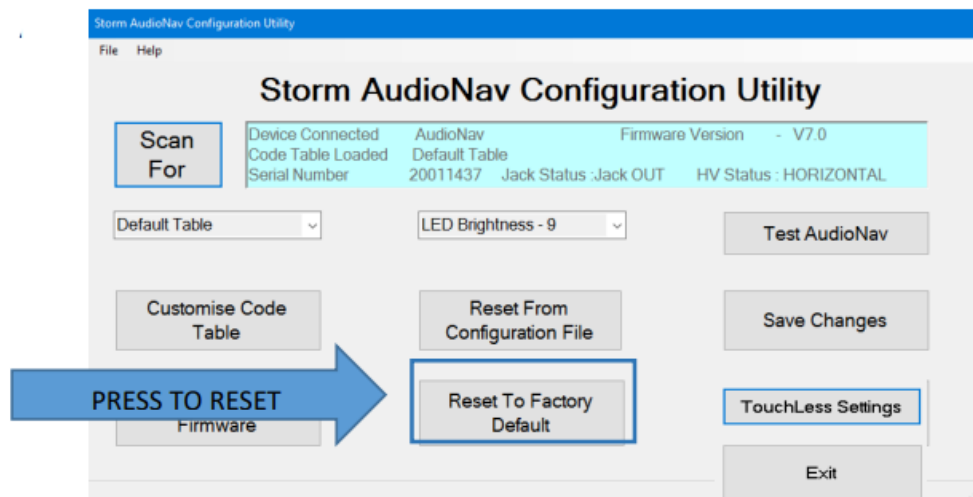 Storm AudioNav Configuration Utility
File Help
Storm AudioNav Configuration Utility
Scan
For
Device Connected AudioNav Firmware Version - V7.0
Code Table Loaded Default Table
Serial Number 20011437 Jack Status :Jack OUT HV Status : HORIZONTAL
Default Table
LED Brightness - 9
Test AudioNav
Customise Code
Table
Reset From
Configuration File
Save Changes
PRESS TO RESET
Firmware
Reset To Factory
Default
TouchLess Settings
Exit